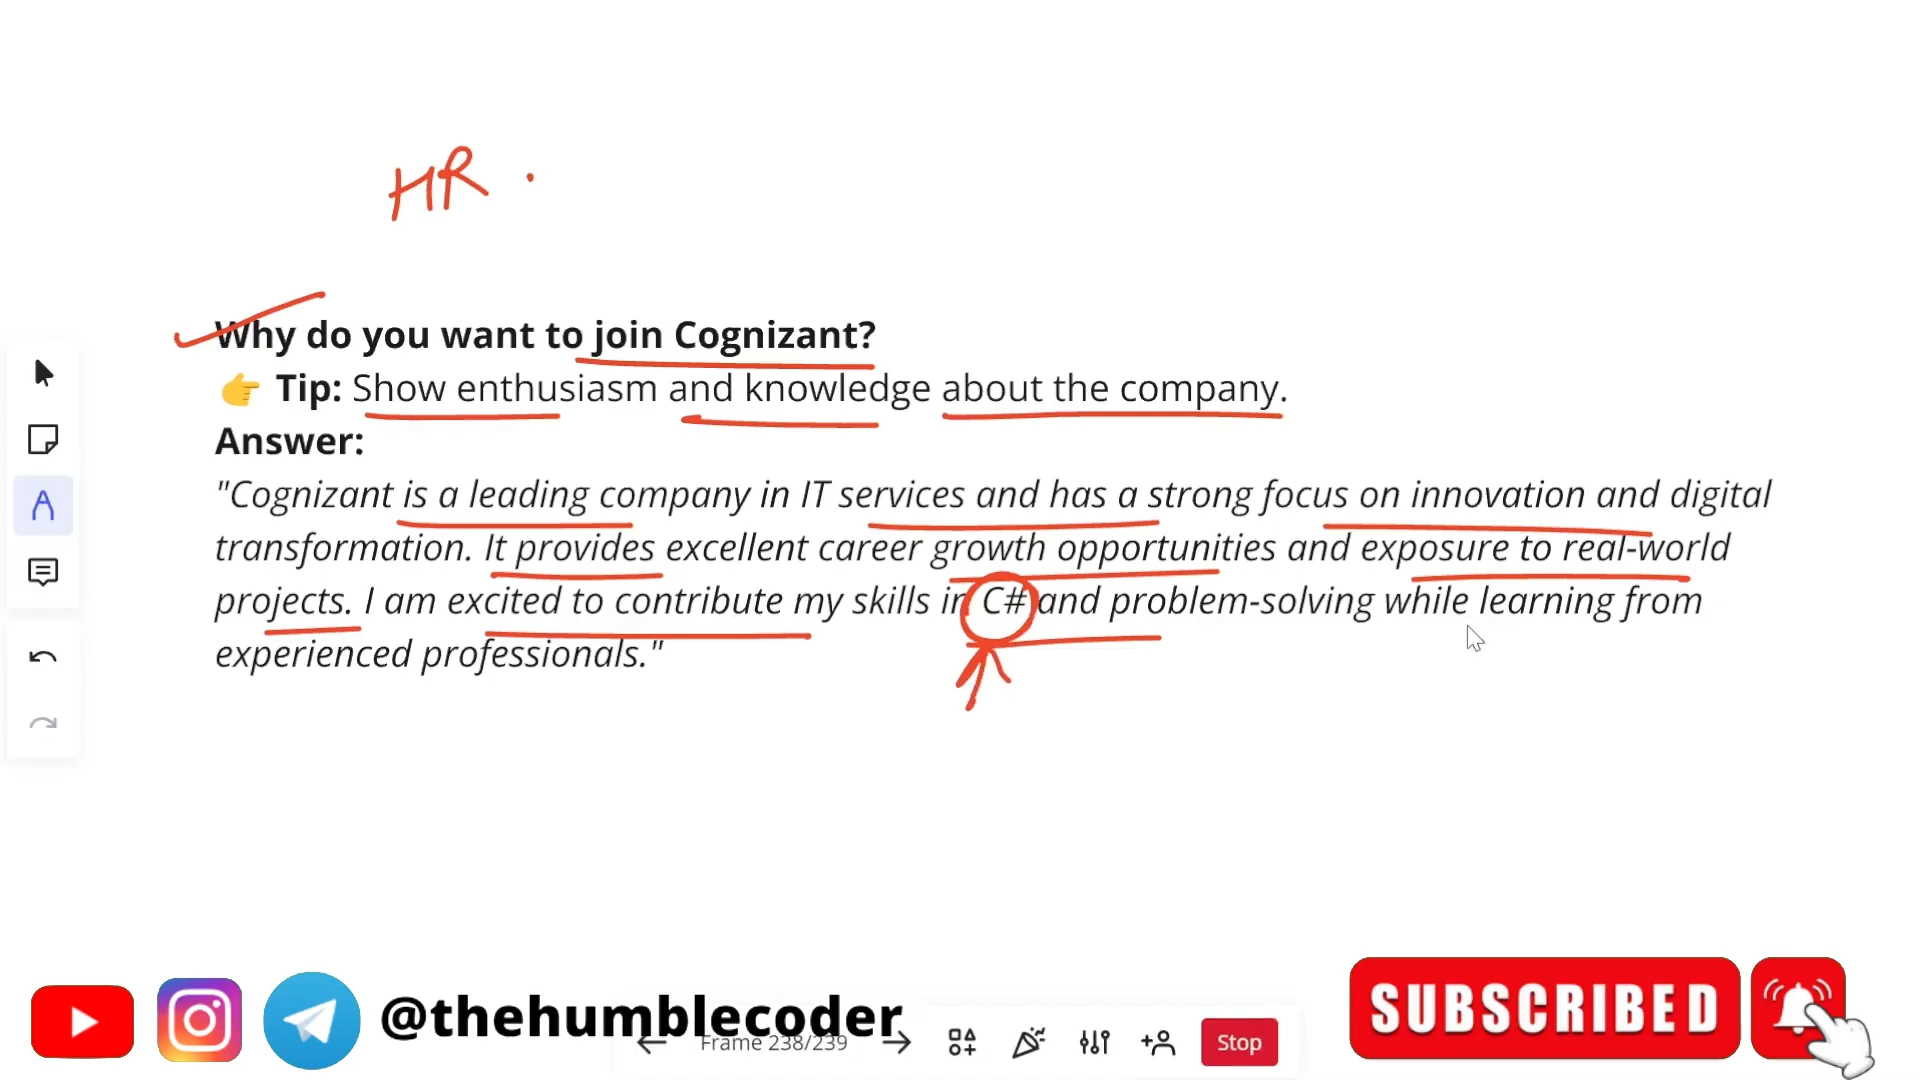 HR .
Why do you want to join Cognizant?
👉 Tip: Show enthusiasm and knowledge about the company.
Answer:
"Cognizant is a leading company in IT services and has a strong focus on innovation and digital
transformation. It provides excellent career growth opportunities and exposure to real-world
projects. I am excited to contribute my skills in C# and problem-solving while learning from
experienced professionals."
@thehumblecoder
Frame 238/239
Stop
SUBSCRIBED